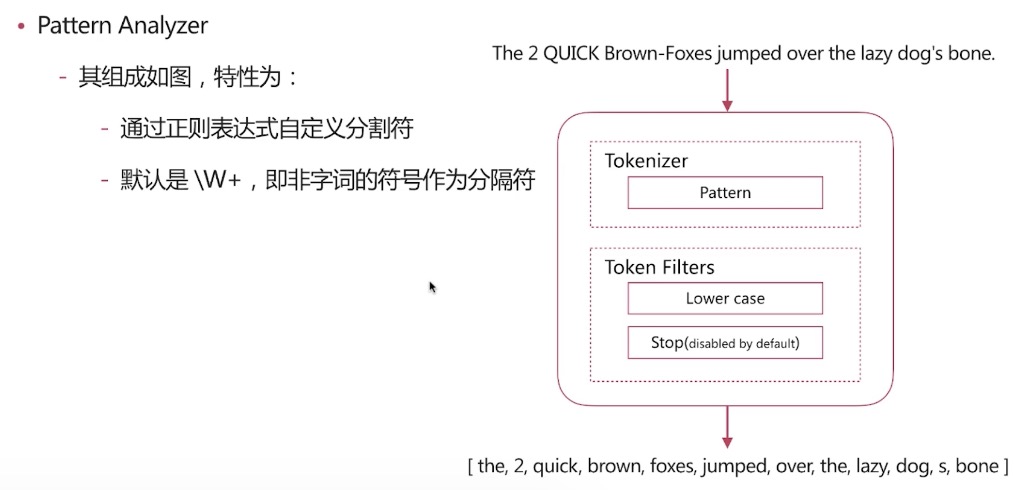 • Pattern Analyzer
- 其组成如图，特性为：
- 通过正则表达式自定义分割符
- 默认是 \W+，即非字词的符号作为分隔符
The 2 QUICK Brown-Foxes jumped over the lazy dog's bone.
Tokenizer
Pattern
Token Filters
Lower case
Stop(disabled by default)
[ the, 2, quick, brown, foxes, jumped, over, the, lazy, dog, s, bone ]